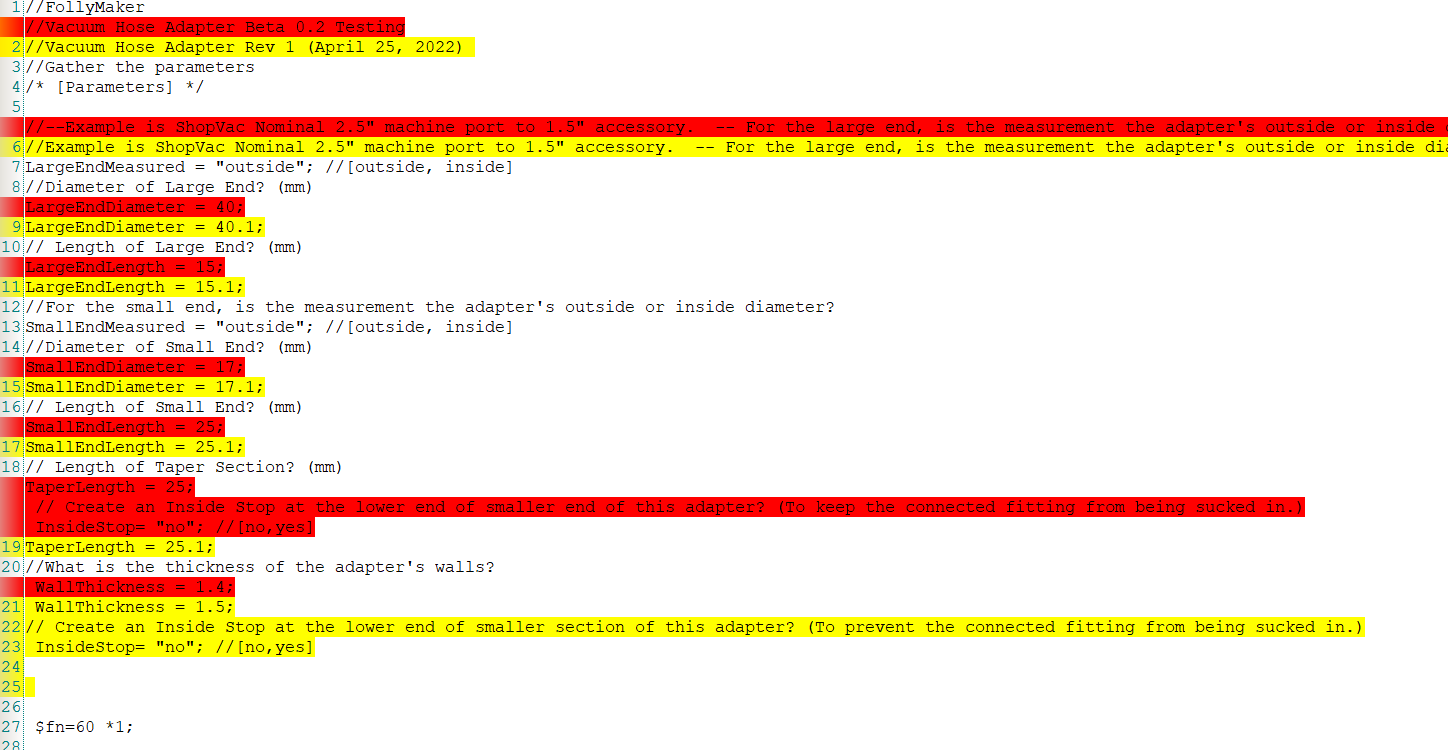 1 //FollyMaker
//Vacuum Hose Adapter Beta 0.2 Testing
2 //Vacuum Hose Adapter Rev 1 (April 25, 2022)
3 //Gather the parameters
4 /* [Parameters] */
5
//--Example is ShopVac Nominal 2.5" machine port to 1.5" accessory.  -- For the large end, is the measurement the adapter's outside or inside
6 //Example is ShopVac Nominal 2.5" machine port to 1.5" accessory.  -- For the large end, is the measurement the adapter's outside or inside dia
7 LargeEndMeasured = "outside"; //[outside, inside]
8 //Diameter of Large End? (mm)
LargeEndDiameter = 40;
9 LargeEndDiameter = 40.1;
10 // Length of Large End? (mm)
LargeEndLength = 15;
11 LargeEndLength = 15.1;
12 //For the small end, is the measurement the adapter's outside or inside diameter?
13 SmallEndMeasured = "outside"; //[outside, inside]
14 //Diameter of Small End? (mm)
SmallEndDiameter = 17;
15 SmallEndDiameter = 17.1;
16 // Length of Small End? (mm)
SmallEndLength = 25;
17 SmallEndLength = 25.1;
18 // Length of Taper Section? (mm)
TaperLength = 25;
// Create an Inside Stop at the lower end of smaller end of this adapter? (To keep the connected fitting from being sucked in.)
InsideStop= "no"; //[no,yes]
19 TaperLength = 25.1;
20 //What is the thickness of the adapter's walls?
WallThickness = 1.4;
21 WallThickness = 1.5;
22 // Create an Inside Stop at the lower end of smaller section of this adapter? (To prevent the connected fitting from being sucked in.)
23 InsideStop= "no"; //[no,yes]
24
25
26
27 $fn=60 *1;
28